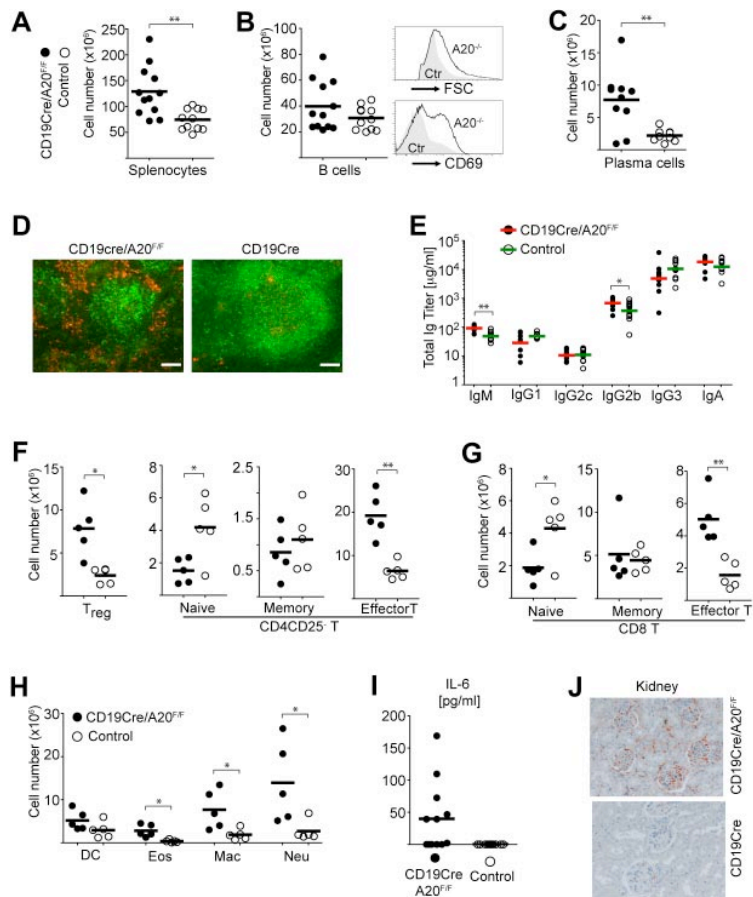 A
CD19Cre/A20F/F
Control
Cell number (x10⁶)
**
250
200
150
100
50
Splenocytes
B
Cell number (x10⁶)
100
80
60
40
20
B cells
A20-/-
Ctr
FSC
A20-/-
Ctr
CD69
C
Cell number (x10⁶)
**
20
15
10
5
0
Plasma cells
D
CD19cre/A20F/F
CD19Cre
E
CD19Cre/A20F/F
Control
Total Ig Titer [µg/ml]
10⁵
10⁴
10³
10²
10
1
**
*
IgM IgG1 IgG2c IgG2b IgG3 IgA
F
Cell number (x10⁶)
15
10
5
*
Treg
8
6
4
2
0
*
Naive
2.5
1.5
0.5
Memory
30
20
10
**
EffectorT
CD4CD25- T
G
Cell number (x10⁶)
8
6
4
2
0
*
Naive
15
10
5
0
Memory
8
6
4
2
**
Effector T
CD8 T
H
CD19Cre/A20F/F
Control
Cell number (x10⁶)
30
20
10
5
*
*
*
DC Eos Mac Neu
I
IL-6
[pg/ml]
200
150
100
50
CD19Cre
A20F/F
Control
J
Kidney
CD19Cre/A20F/F
CD19Cre